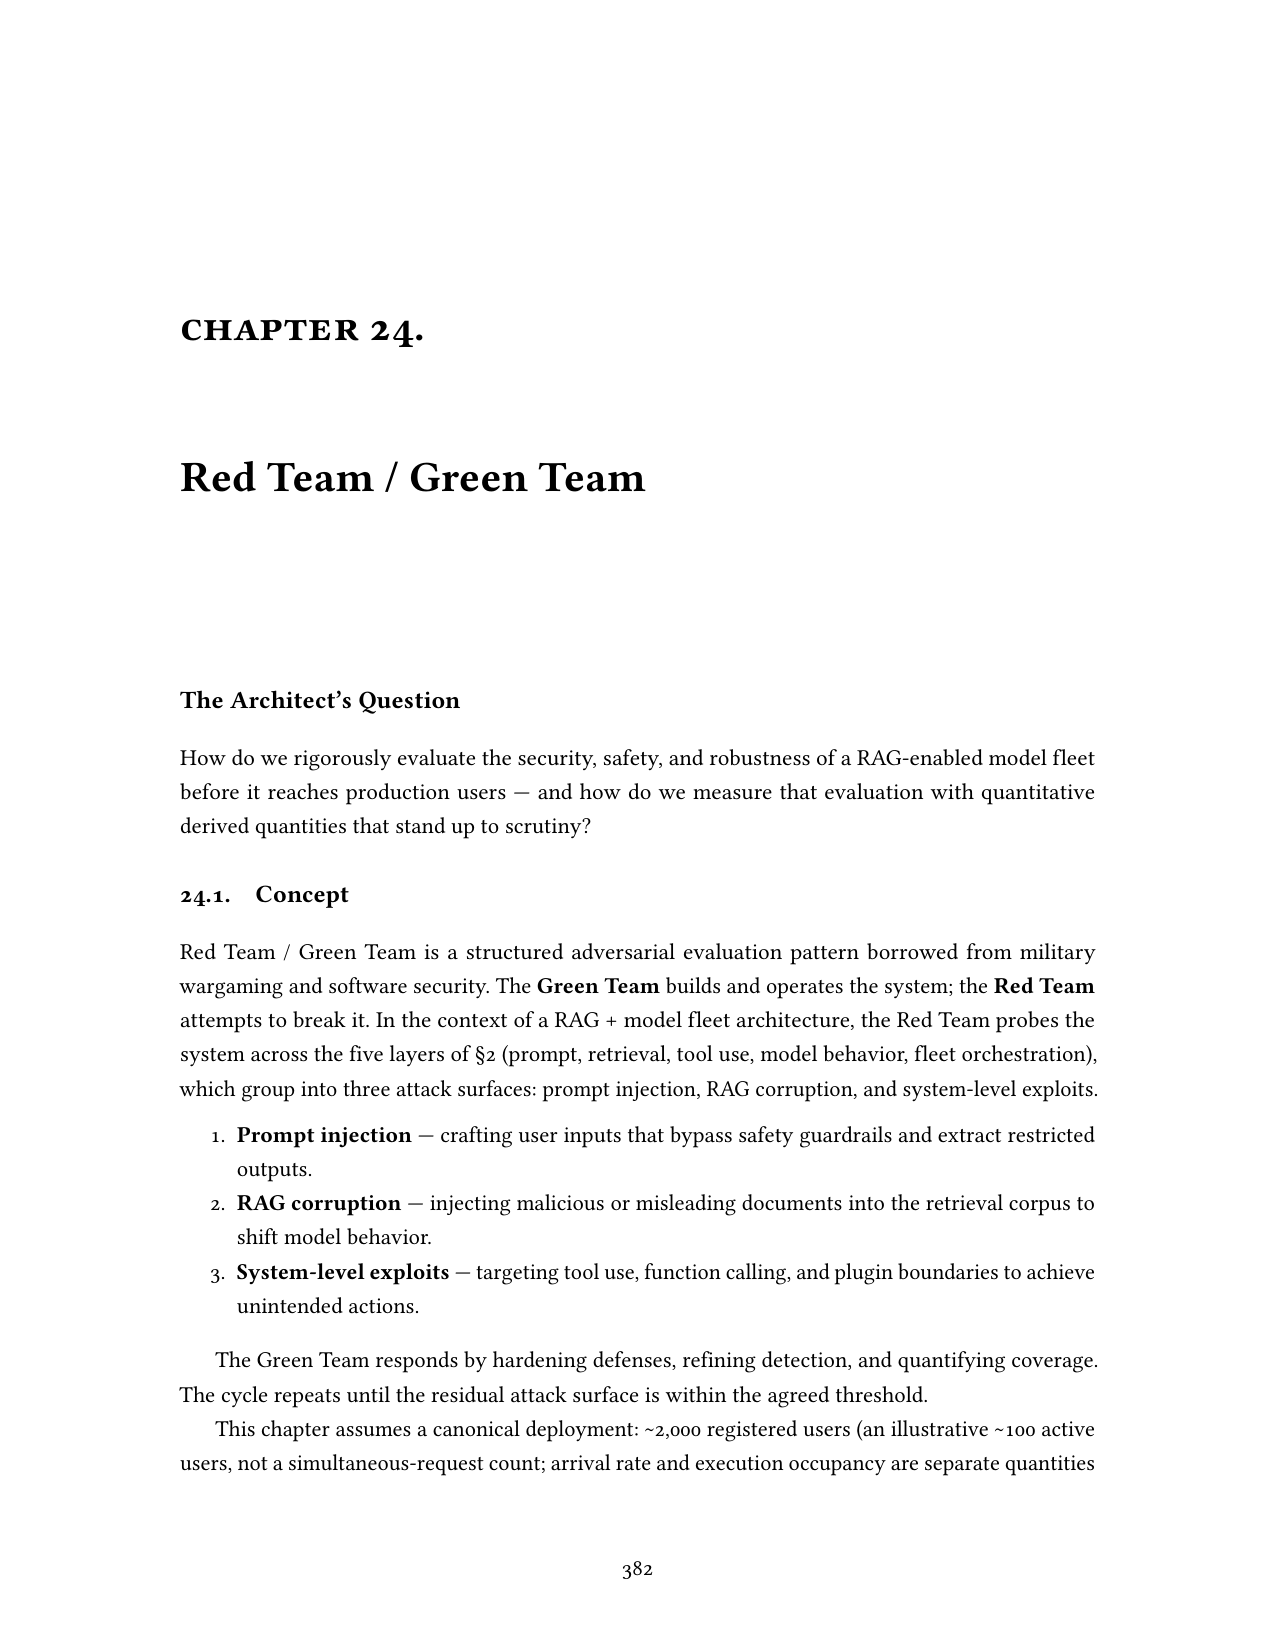 CHAPTER 24.
Red Team / Green Team
The Architect’s Question
How do we rigorously evaluate the security, safety, and robustness of a RAG-enabled model fleet
before it reaches production users — and how do we measure that evaluation with quantitative
derived quantities that stand up to scrutiny?
24.1. Concept
Red Team / Green Team is a structured adversarial evaluation pattern borrowed from military
wargaming and software security. The Green Team builds and operates the system; the Red Team
attempts to break it. In the context of a RAG + model fleet architecture, the Red Team probes the
system across the five layers of §2 (prompt, retrieval, tool use, model behavior, fleet orchestration),
which group into three attack surfaces: prompt injection, RAG corruption, and system-level exploits.
1. Prompt injection — crafting user inputs that bypass safety guardrails and extract restricted
outputs.
2. RAG corruption — injecting malicious or misleading documents into the retrieval corpus to
shift model behavior.
3. System-level exploits — targeting tool use, function calling, and plugin boundaries to achieve
unintended actions.
The Green Team responds by hardening defenses, refining detection, and quantifying coverage.
The cycle repeats until the residual attack surface is within the agreed threshold.
This chapter assumes a canonical deployment: ~2,000 registered users (an illustrative ~100 active
users, not a simultaneous-request count; arrival rate and execution occupancy are separate quantities
382